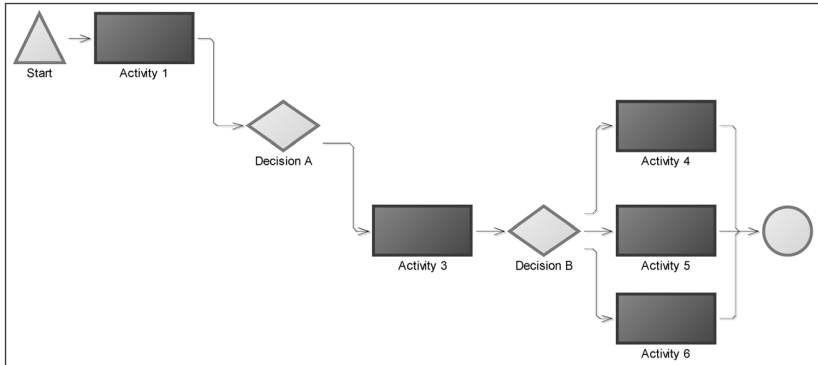 Start
Activity 1
Decision A
Activity 3
Decision B
Activity 4
Activity 5
Activity 6